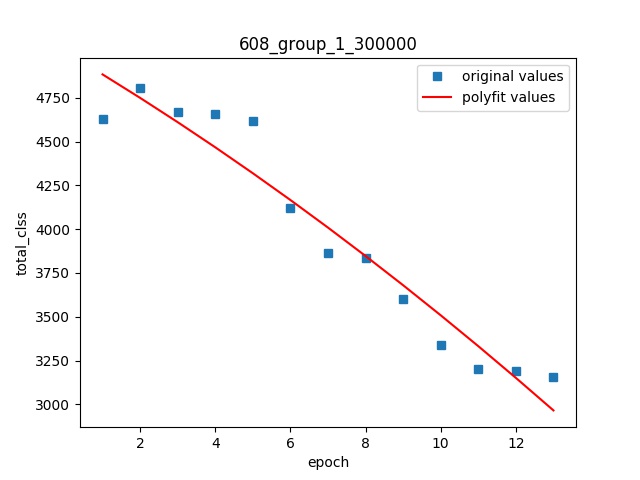 608_group_1_300000
original values
polyfit values
total_clss
4750
4500
4250
4000
3750
3500
3250
3000
2 4 6 8 10 12
epoch